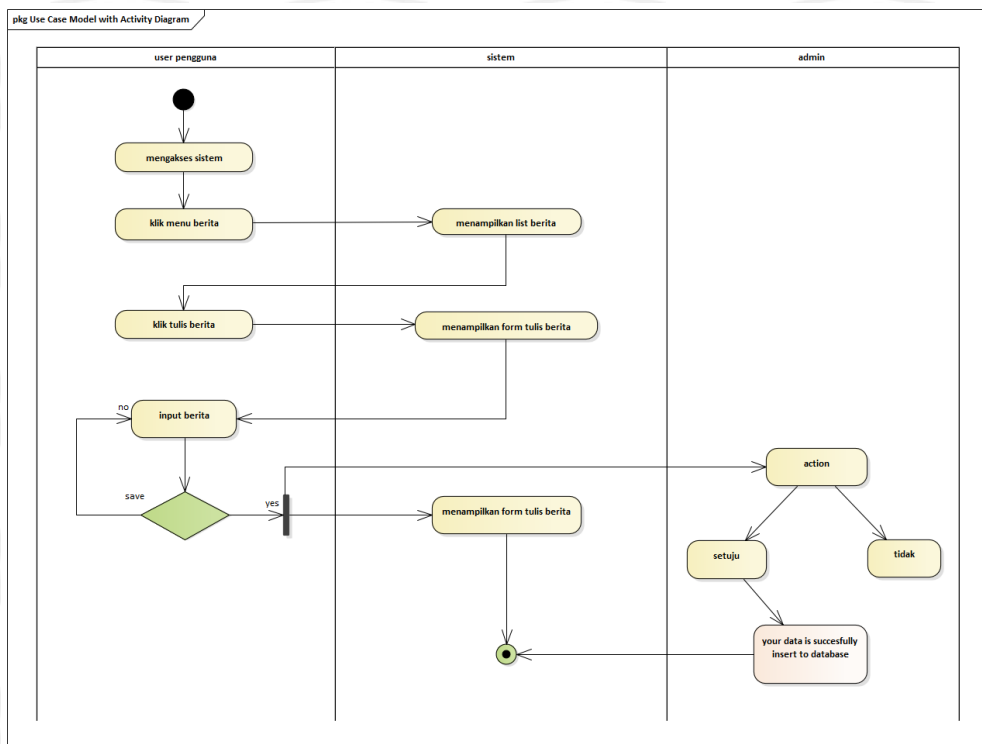 pkg Use Case Model with Activity Diagram
user pengguna
sistem
admin
mengakses sistem
klik menu berita
menampilkan list berita
klik tulis berita
menampilkan form tulis berita
no
input berita
action
save
yes
menampilkan form tulis berita
setuju
tidak
your data is succesfully
insert to database